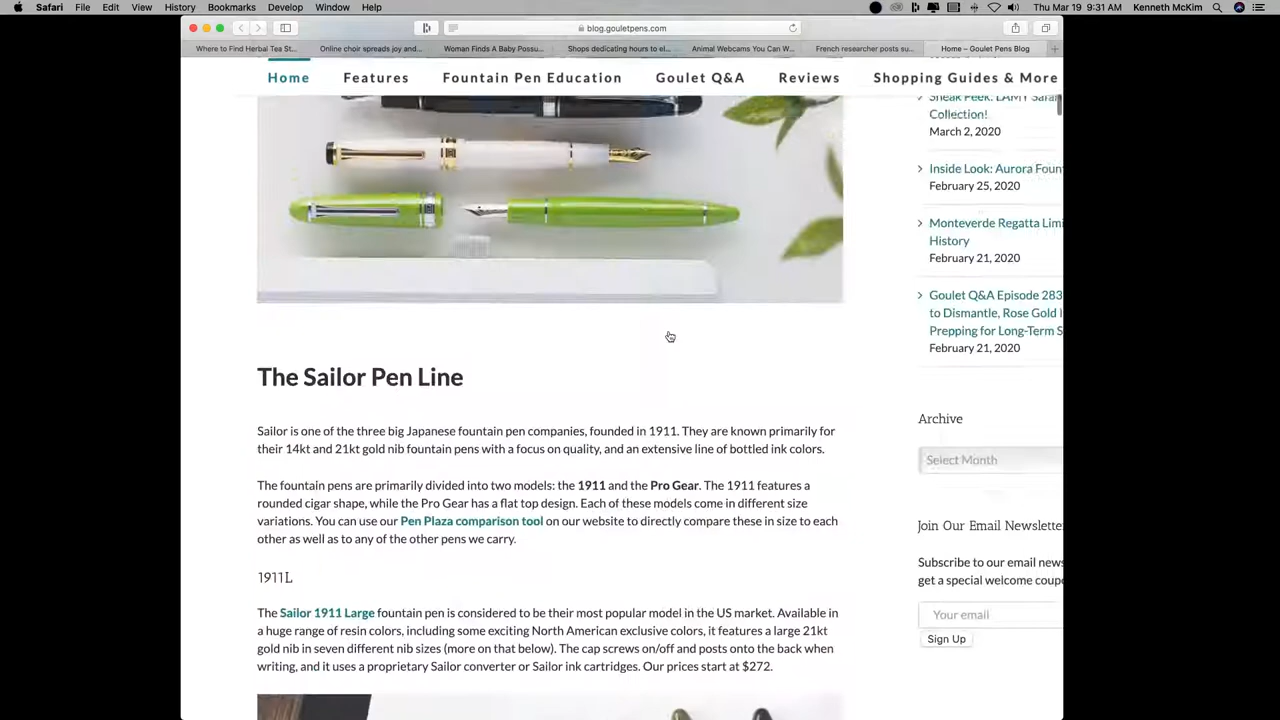 Safari File Edit View History Bookmarks Develop Window Help Thu Mar 19 9:31 AM Kenneth McKim
blog.gouletpens.com
Where to Find Herbal Tea St... Online choir spreads joy and... Woman Finds A Baby Possu... Shops dedicating hours to el... Animal Webcams You Can W... French researcher posts su... Home – Goulet Pens Blog
Home Features Fountain Pen Education Goulet Q&A Reviews Shopping Guides & More
Sneak Peek: LAMY Safari
Collection!
March 2, 2020
Inside Look: Aurora Foun
February 25, 2020
Monteverde Regatta Limi
History
February 21, 2020
Goulet Q&A Episode 283
to Dismantle, Rose Gold I
Prepping for Long-Term S
February 21, 2020
The Sailor Pen Line
Sailor is one of the three big Japanese fountain pen companies, founded in 1911. They are known primarily for
their 14kt and 21kt gold nib fountain pens with a focus on quality, and an extensive line of bottled ink colors.
The fountain pens are primarily divided into two models: the 1911 and the Pro Gear. The 1911 features a
rounded cigar shape, while the Pro Gear has a flat top design. Each of these models come in different size
variations. You can use our Pen Plaza comparison tool on our website to directly compare these in size to each
other as well as to any of the other pens we carry.
1911L
The Sailor 1911 Large fountain pen is considered to be their most popular model in the US market. Available in
a huge range of resin colors, including some exciting North American exclusive colors, it features a large 21kt
gold nib in seven different nib sizes (more on that below). The cap screws on/off and posts onto the back when
writing, and it uses a proprietary Sailor converter or Sailor ink cartridges. Our prices start at $272.
Archive
Select Month
Join Our Email Newslette
Subscribe to our email news
get a special welcome coupo
Your email
Sign Up